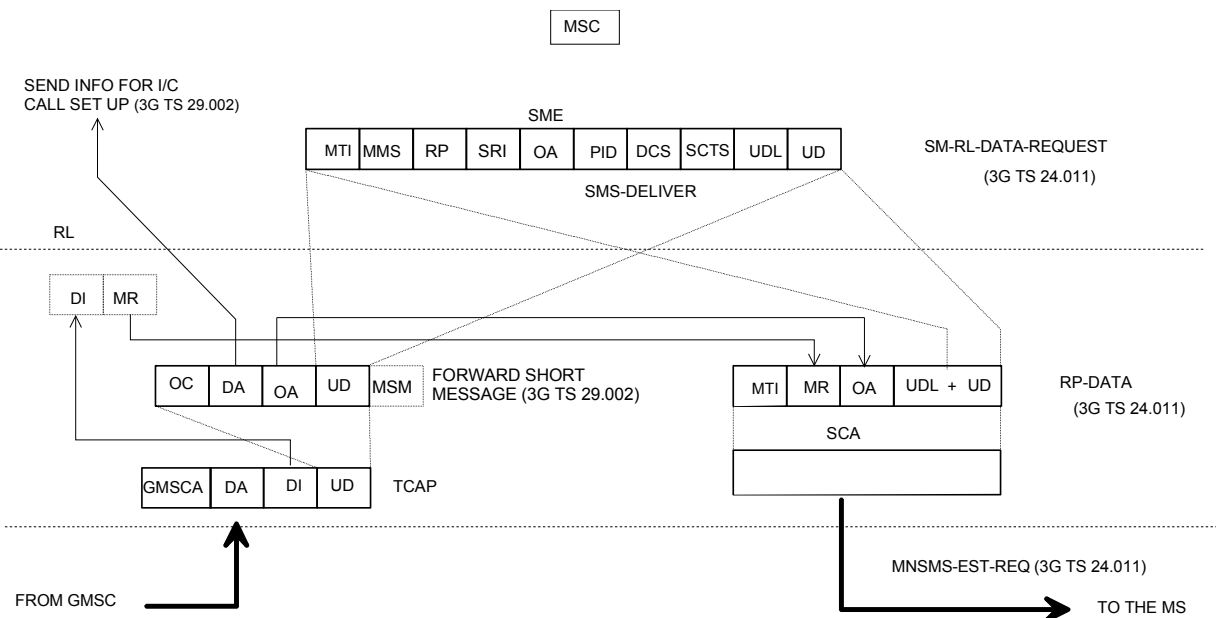 MSC
SEND INFO FOR I/C
CALL SET UP (3G TS 29.002)
SME
MTI MMS RP SRI OA PID DCS SCTS UDL UD
SM-RL-DATA-REQUEST
(3G TS 24.011)
SMS-DELIVER
RL
DI MR
OC DA OA UD MSM
FORWARD SHORT
MESSAGE (3G TS 29.002)
MTI MR OA UDL + UD
RP-DATA
(3G TS 24.011)
SCA
GMSCA DA DI UD TCAP
MNSMS-EST-REQ (3G TS 24.011)
FROM GMSC
TO THE MS